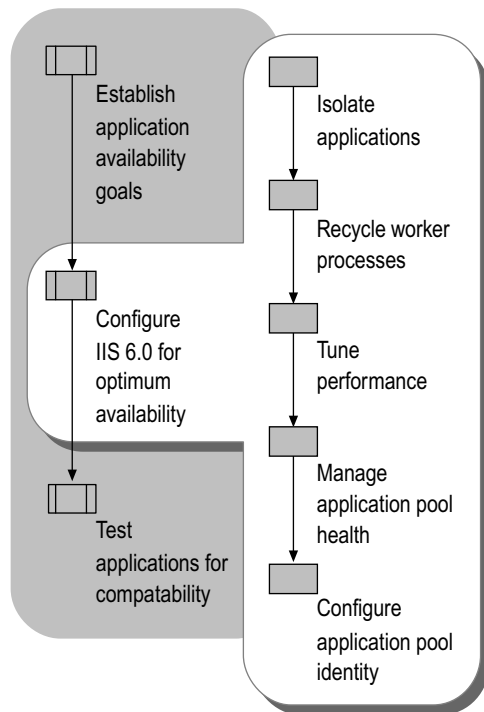 Establish
application
availability
goals
Configure
IIS 6.0 for
optimum
availability
Test
applications for
compatability
Isolate
applications
Recycle worker
processes
Tune
performance
Manage
application pool
health
Configure
application pool
identity